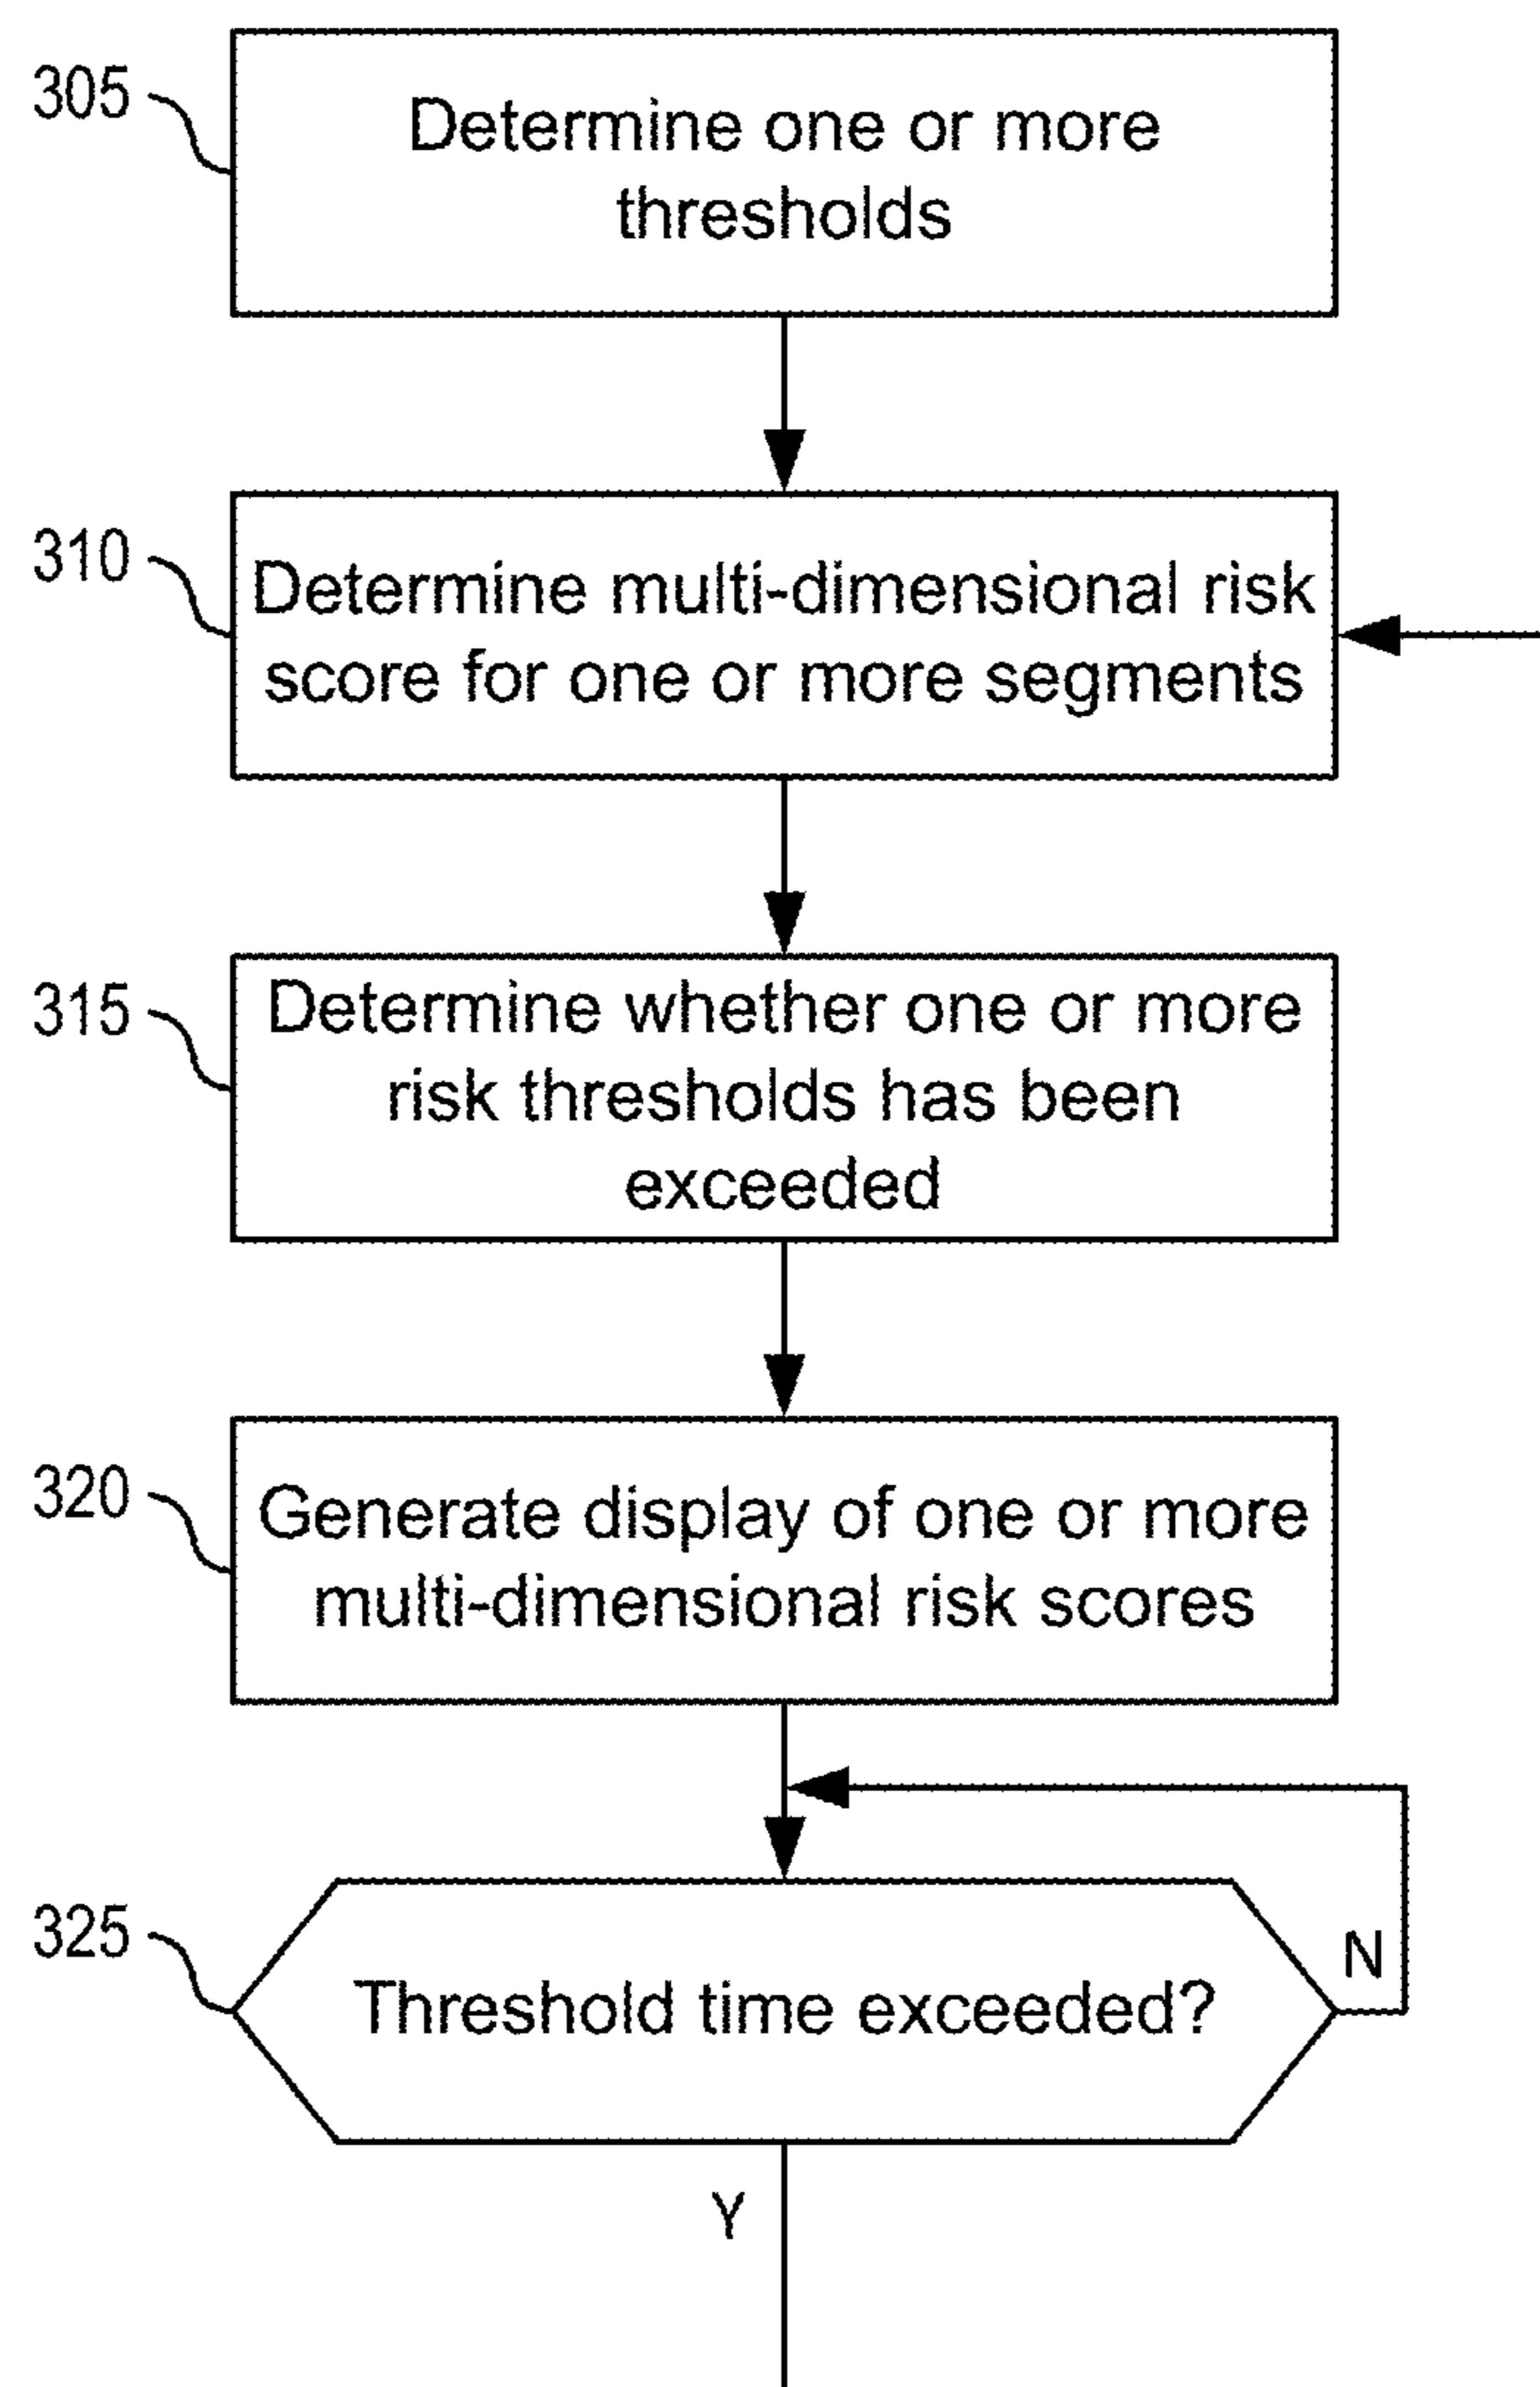 305
Determine one or more
thresholds
310
Determine multi-dimensional risk
score for one or more segments
315
Determine whether one or more
risk thresholds has been
exceeded
320
Generate display of one or more
multi-dimensional risk scores
325
Threshold time exceeded?
N
Y